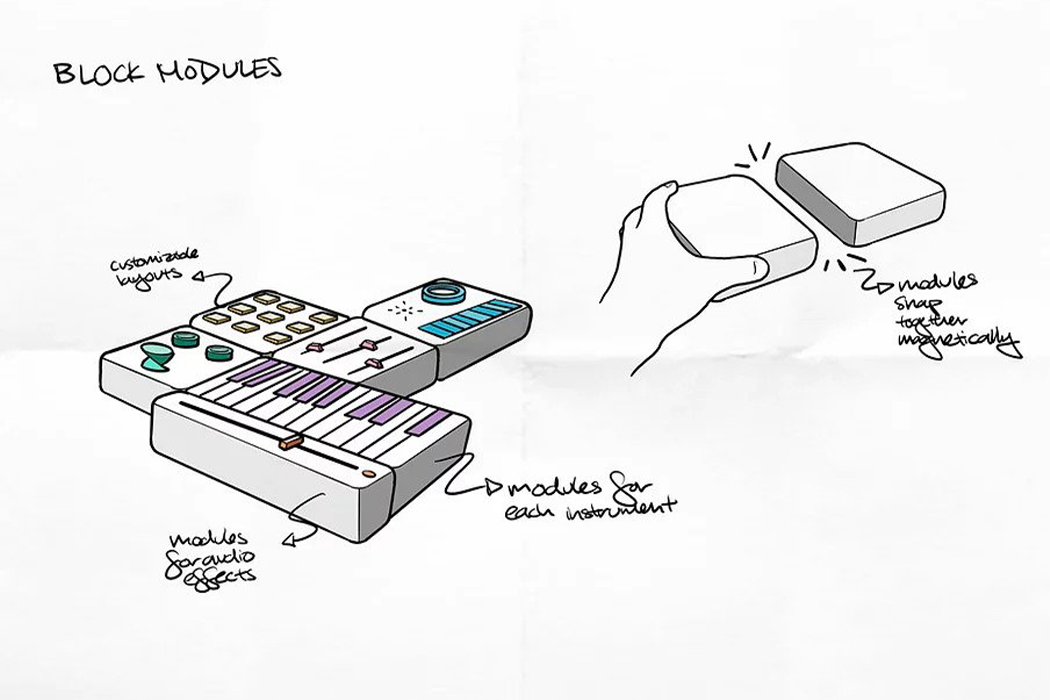 BLOCK MODULES
customizable
layouts
modules
snap
together
magnetically
modules for
each instrument
modules
for audio
effects